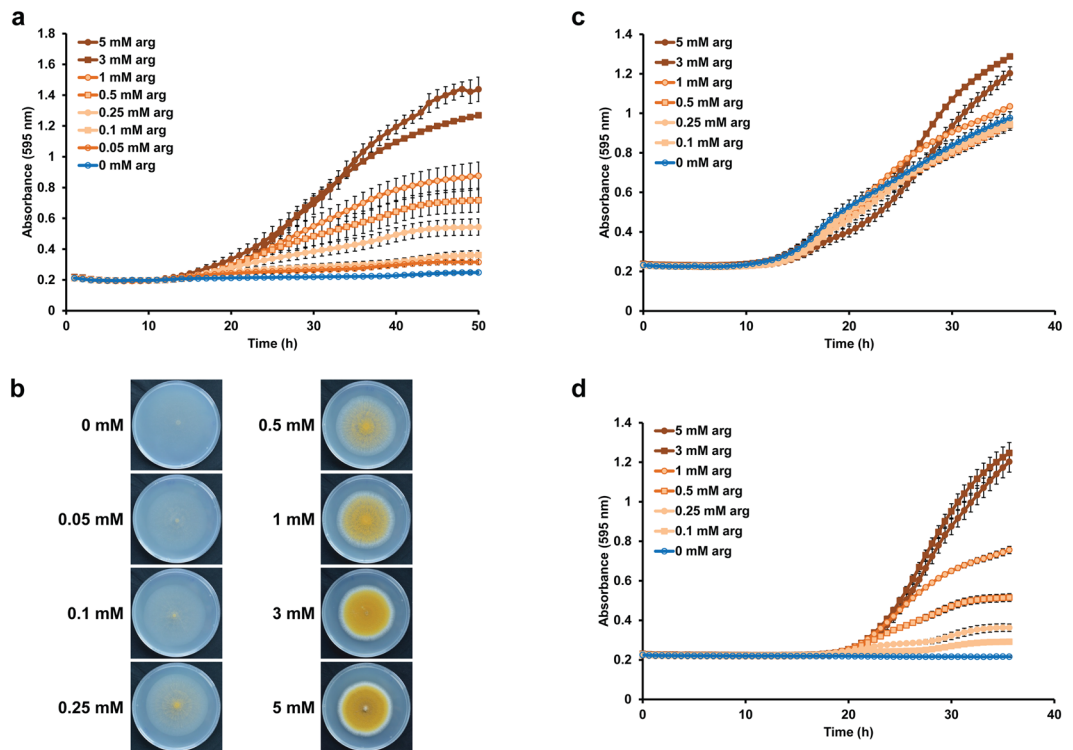 a
Absorbance (595 nm)
1.8
1.6
1.4
1.2
1
0.8
0.6
0.4
0.2
0
5 mM arg
3 mM arg
1 mM arg
0.5 mM arg
0.25 mM arg
0.1 mM arg
0.05 mM arg
0 mM arg
0 10 20 30 40 50
Time (h)
c
Absorbance (595 nm)
1.4
1.2
1
0.8
0.6
0.4
0.2
0
5 mM arg
3 mM arg
1 mM arg
0.5 mM arg
0.25 mM arg
0.1 mM arg
0 mM arg
0 10 20 30 40
Time (h)
b
0 mM
0.05 mM
0.1 mM
0.25 mM
0.5 mM
1 mM
3 mM
5 mM
d
Absorbance (595 nm)
1.4
1.2
1
0.8
0.6
0.4
0.2
0
5 mM arg
3 mM arg
1 mM arg
0.5 mM arg
0.25 mM arg
0.1 mM arg
0 mM arg
0 10 20 30 40
Time (h)